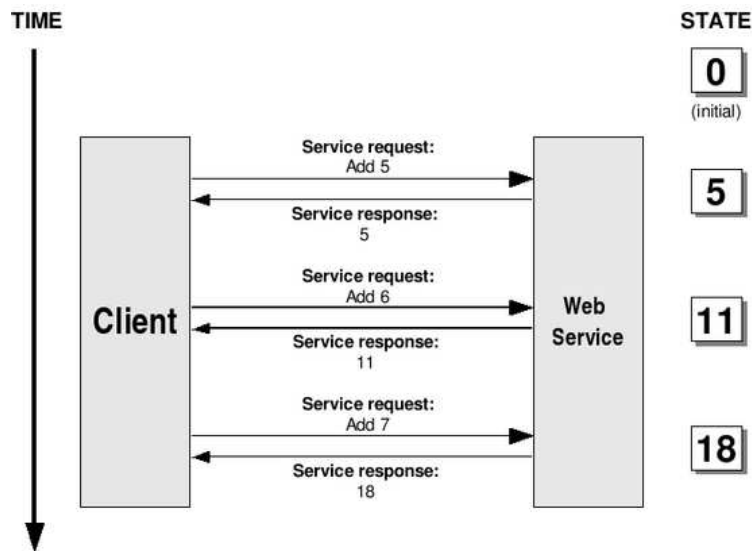 TIME
STATE
0
(initial)
Service request:
Add 5
5
Service response:
5
Service request:
Add 6
Client
Web
Service
11
Service response:
11
Service request:
Add 7
18
Service response:
18